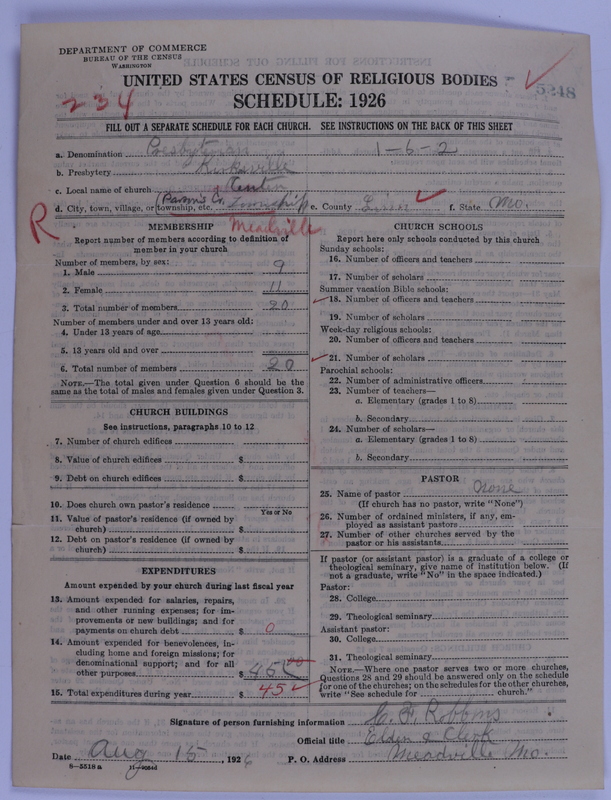 DEPARTMENT OF COMMERCE
BUREAU OF THE CENSUS
WASHINGTON
UNITED STATES CENSUS OF RELIGIOUS BODIES
5248
234
SCHEDULE: 1926
FILL OUT A SEPARATE SCHEDULE FOR EACH CHURCH. SEE INSTRUCTIONS ON THE BACK OF THIS SHEET
a. Denomination Presbyterian 1-6-2
b. Presbytery Kirksville
c. Local name of church
d. City, town, village, or township, etc. (Parson Cr. Township e. County Linn f. State Mo.
R
Meadville
MEMBERSHIP
Report number of members according to definition of member in your church
Number of members, by sex:
1. Male 9
2. Female 11
3. Total number of members 20
Number of members under and over 13 years old:
4. Under 13 years of age
5. 13 years old and over
6. Total number of members 20
NOTE.—The total given under Question 6 should be the same as the total of males and females given under Question 3.
CHURCH BUILDINGS
See instructions, paragraphs 10 to 12
7. Number of church edifices
8. Value of church edifices $
9. Debt on church edifices $
10. Does church own pastor's residence
Yes or No
11. Value of pastor's residence (if owned by church) $
12. Debt on pastor's residence (if owned by church) $
EXPENDITURES
Amount expended by your church during last fiscal year
13. Amount expended for salaries, repairs, and other running expenses; for improvements or new buildings; and for payments on church debt $ 0
14. Amount expended for benevolences, including home and foreign missions; for denominational support; and for all other purposes $ 45 00
15. Total expenditures during year $ 45
CHURCH SCHOOLS
Report here only schools conducted by this church
Sunday schools:
16. Number of officers and teachers
17. Number of scholars
Summer vacation Bible schools:
18. Number of officers and teachers
19. Number of scholars
Week-day religious schools:
20. Number of officers and teachers
21. Number of scholars
Parochial schools:
22. Number of administrative officers
23. Number of teachers—
a. Elementary (grades 1 to 8)
b. Secondary
24. Number of scholars—
a. Elementary (grades 1 to 8)
b. Secondary
PASTOR
25. Name of pastor none
(If church has no pastor, write "None")
26. Number of ordained ministers, if any, employed as assistant pastors
27. Number of other churches served by the pastor or his assistants
If pastor (or assistant pastor) is a graduate of a college or theological seminary, give name of institution below. (If not a graduate, write "No" in the space indicated.)
Pastor:
28. College
29. Theological seminary
Assistant pastor:
30. College
31. Theological seminary
NOTE.—Where one pastor serves two or more churches, Questions 28 and 29 should be answered only on the schedule for one of the churches; on the schedules for the other churches, write "See schedule for church."
Signature of person furnishing information Robbins
Official title Elder & Clerk
Date Aug 15, 1926 P. O. Address Meadville Mo.
8-5518 a